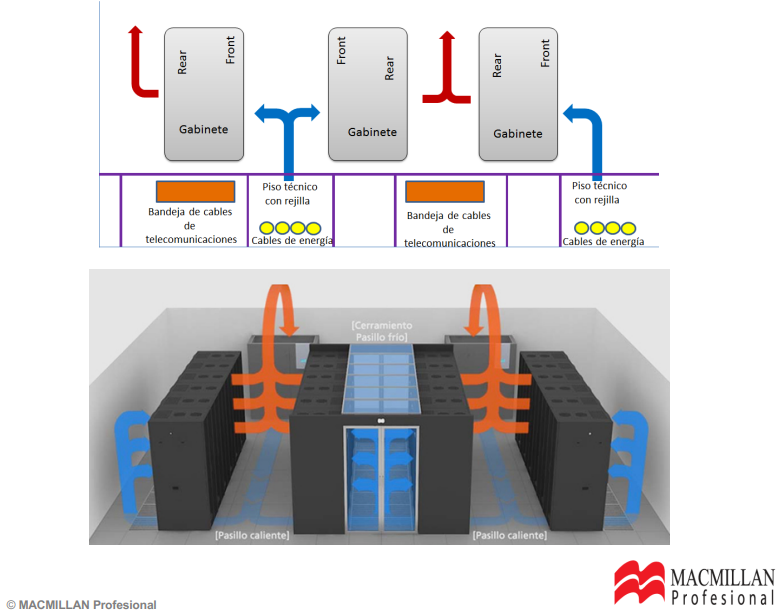 Rear
Front
Gabinete
Front
Rear
Gabinete
Rear
Front
Gabinete
Bandeja de cables
de
telecomunicaciones
Piso técnico
con rejilla
Cables de energía
Bandeja de cables
de
telecomunicaciones
Piso técnico
con rejilla
Cables de energía
[Cerramiento
Pasillo frío]
[Pasillo caliente]
[Pasillo caliente]
MACMILLAN
Profesional
© MACMILLAN Profesional